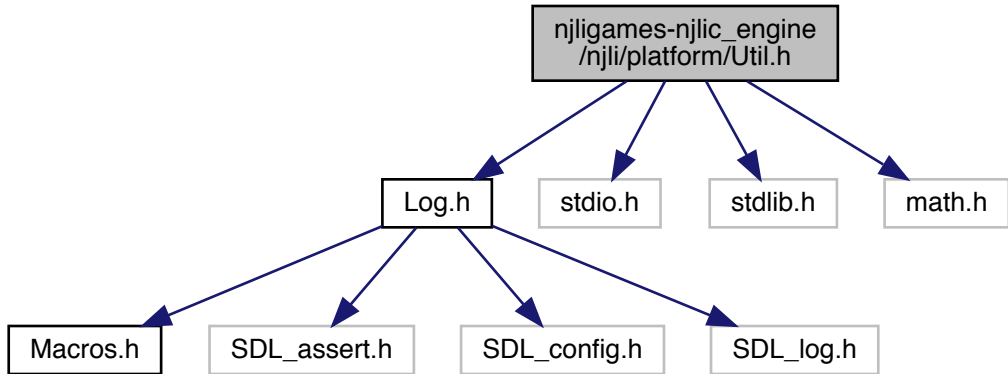 njligames-njlic_engine
/njli/platform/Util.h
Log.h
stdio.h
stdlib.h
math.h
Macros.h
SDL_assert.h
SDL_config.h
SDL_log.h